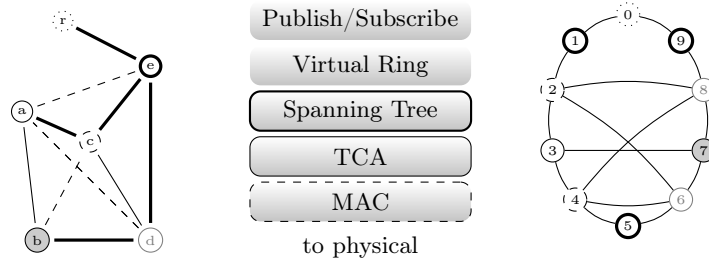 r
e
a
c
b
d
Publish/Subscribe
Virtual Ring
Spanning Tree
TCA
MAC
to physical
0
1
9
2
8
3
7
4
6
5